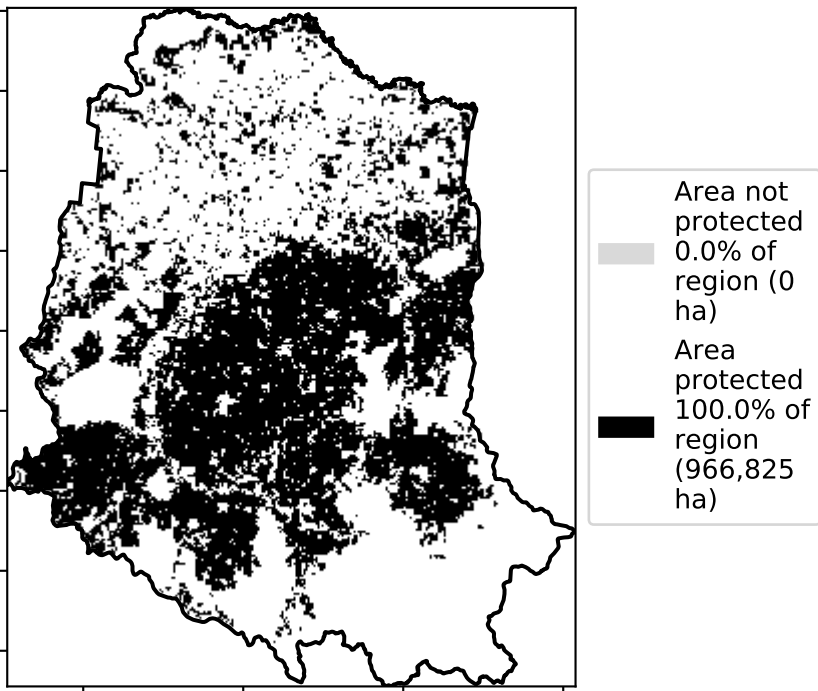 Area not
protected
0.0% of
region (0
ha)
Area
protected
100.0% of
region
(966,825
ha)